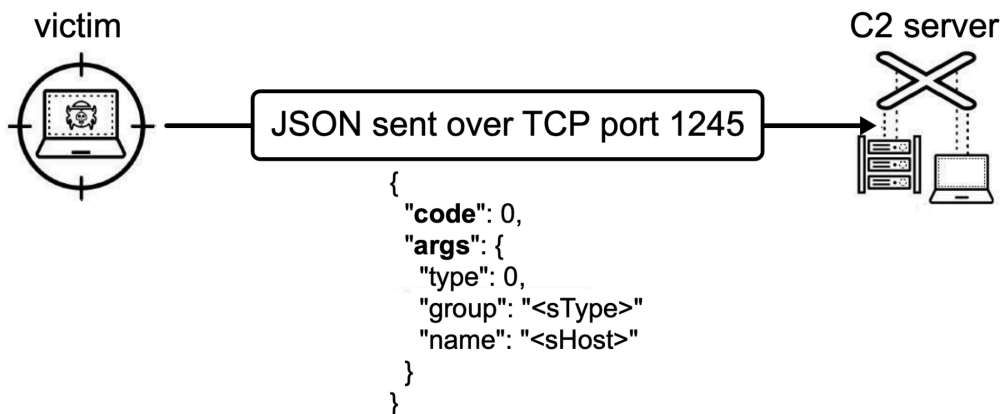 victim
C2 server
JSON sent over TCP port 1245
{
"code": 0,
"args": {
"type": 0,
"group": "<sType>"
"name": "<sHost>"
}
}